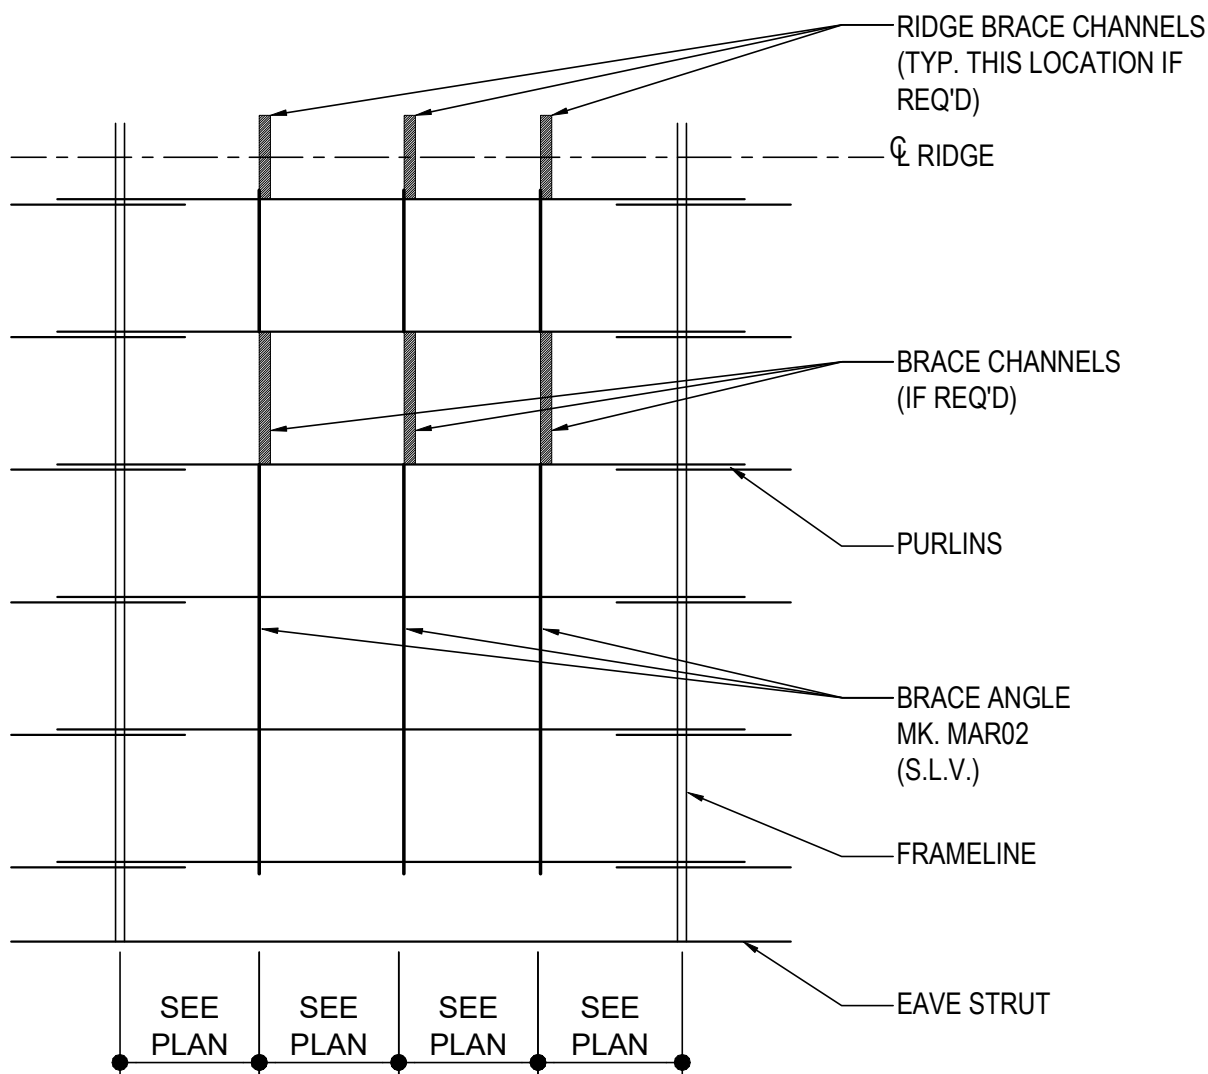 RIDGE BRACE CHANNELS
(TYP. THIS LOCATION IF
REQ'D)
℄ RIDGE
BRACE CHANNELS
(IF REQ'D)
PURLINS
BRACE ANGLE
MK. MAR02
(S.L.V.)
FRAMELINE
EAVE STRUT
SEE SEE SEE SEE
PLAN PLAN PLAN PLAN